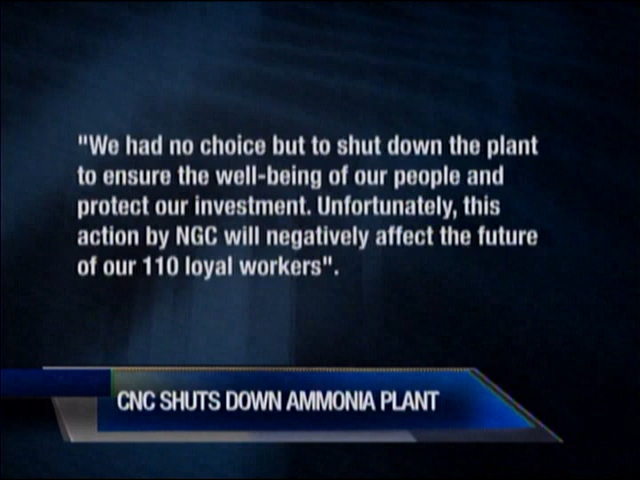 "We had no choice but to shut down the plant
to ensure the well-being of our people and
protect our investment. Unfortunately, this
action by NGC will negatively affect the future
of our 110 loyal workers".
CNC SHUTS DOWN AMMONIA PLANT